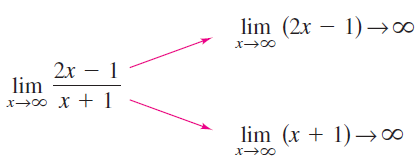 lim (2x − 1) → ∞
x→∞
lim (2x − 1)/(x + 1)
x→∞
lim (x + 1) → ∞
x→∞